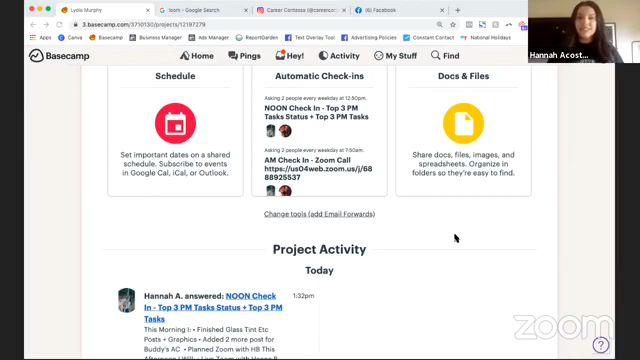 Lydia Murphy
loom - Google Search
Career Contessa (@careercont
(6) Facebook
3.basecamp.com/3710130/projects/12197279
Canva
Drive
Basecamp
Business Manager
Ads Manager
ReportGarden
Text Overlay Tool
Advertising Policies
Constant Contact
National Holidays
Hannah Acost...
Basecamp
Home
Pings
Hey!
Activity
My Stuff
Find
Schedule
Set important dates on a shared
schedule. Subscribe to events
in Google Cal, iCal, or Outlook.
Automatic Check-ins
Asking 2 people every weekday at 12:50pm.
NOON Check In - Top 3 PM
Tasks Status + Top 3 PM Tasks
Asking 2 people every weekday at 7:50am.
AM Check In - Zoom Call
https://us04web.zoom.us/j/68
88925537
Docs & Files
Share docs, files, images, and
spreadsheets. Organize in
folders so they're easy to find.
Change tools (add Email Forwards)
Project Activity
Today
Hannah A. answered: NOON Check
In - Top 3 PM Tasks Status + Top 3 PM
Tasks
1:32pm
This Morning I: • Finished Glass Tint Etc
Posts + Graphics • Added 2 more post for
Buddy's AC • Planned Zoom with HB This
zoom
?